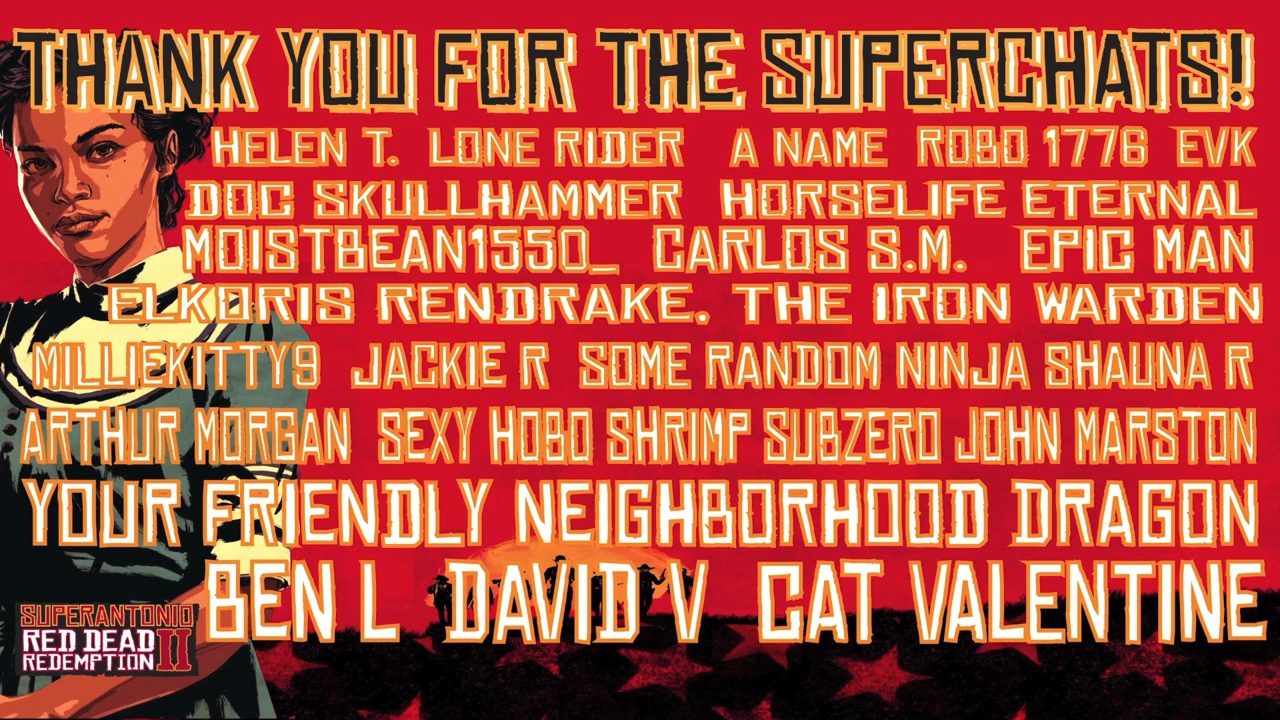 THANK YOU FOR THE SUPERCHATS!
HELEN T. LONE RIDER A NAME ROBO 1776 EVK
DOC SKULLHAMMER HORSELIFE ETERNAL
MOISTBEAN1550_ CARLOS S.M. EPIC MAN
ELKORIS RENDRAKE. THE IRON WARDEN
MILLIEKITTY9 JACKIE R SOME RANDOM NINJA SHAUNA R
ARTHUR MORGAN SEXY HOBO SHRIMP SUBZERO JOHN MARSTON
YOUR FRIENDLY NEIGHBORHOOD DRAGON
BEN L DAVID V CAT VALENTINE
SUPERANTONIO
RED DEAD
REDEMPTION II